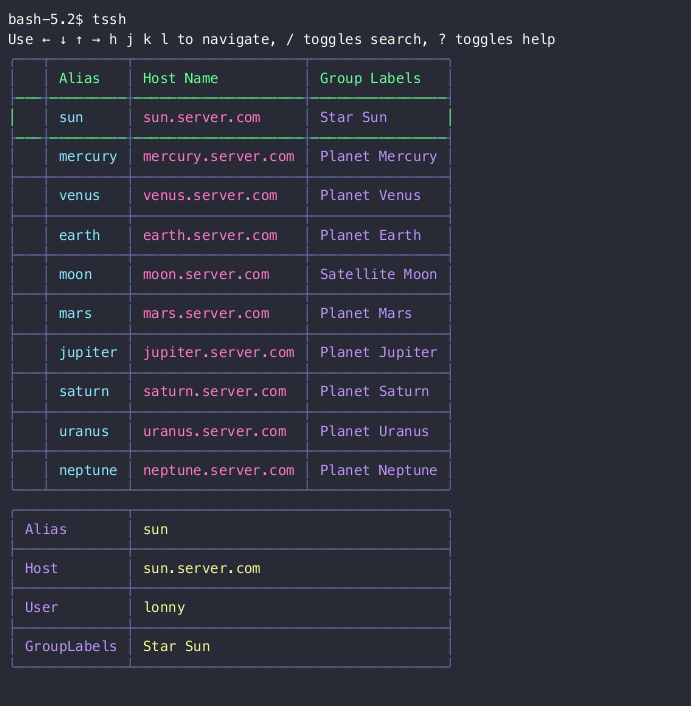 bash-5.2$ tssh
Use ← ↓ ↑ → h j k l to navigate, / toggles search, ? toggles help
Alias Host Name Group Labels
sun sun.server.com Star Sun
mercury mercury.server.com Planet Mercury
venus venus.server.com Planet Venus
earth earth.server.com Planet Earth
moon moon.server.com Satellite Moon
mars mars.server.com Planet Mars
jupiter jupiter.server.com Planet Jupiter
saturn saturn.server.com Planet Saturn
uranus uranus.server.com Planet Uranus
neptune neptune.server.com Planet Neptune
Alias sun
Host sun.server.com
User lonny
GroupLabels Star Sun